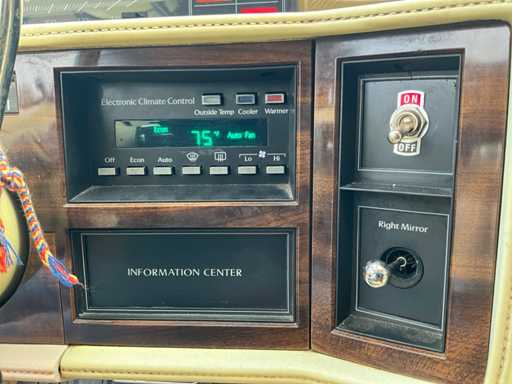 Electronic Climate Control
Outside Temp Cooler Warmer
Econ 75°F Auto Fan
Off Econ Auto Lo Hi
INFORMATION CENTER
ON
OFF
Right Mirror